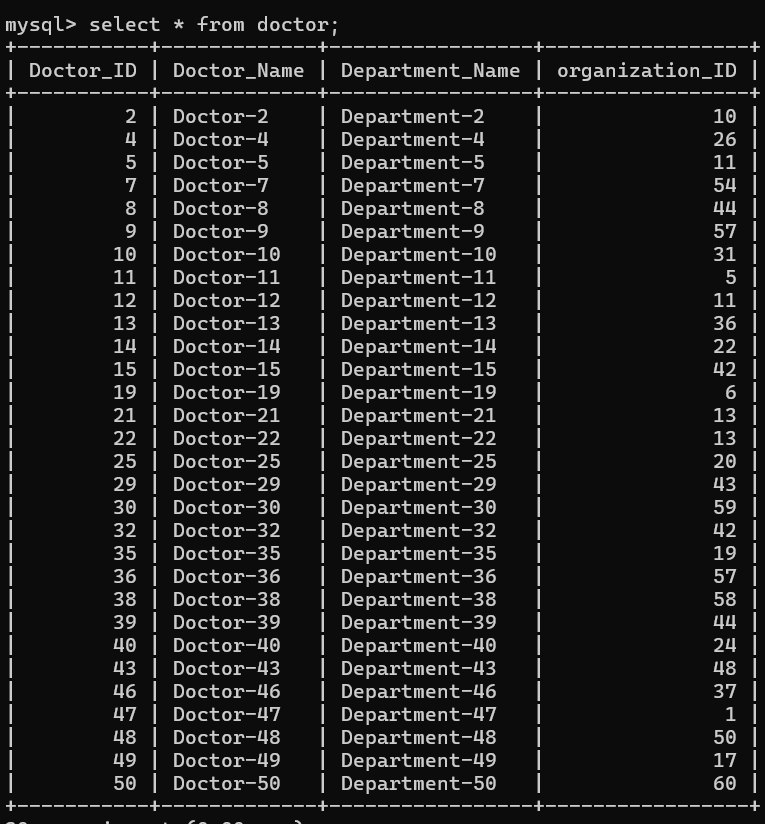 mysql> select * from doctor;
+-----------+-------------+-----------------+-----------------+
| Doctor_ID | Doctor_Name | Department_Name | organization_ID |
+-----------+-------------+-----------------+-----------------+
|         2 | Doctor-2    | Department-2    |              10 |
|         4 | Doctor-4    | Department-4    |              26 |
|         5 | Doctor-5    | Department-5    |              11 |
|         7 | Doctor-7    | Department-7    |              54 |
|         8 | Doctor-8    | Department-8    |              44 |
|         9 | Doctor-9    | Department-9    |              57 |
|        10 | Doctor-10   | Department-10   |              31 |
|        11 | Doctor-11   | Department-11   |               5 |
|        12 | Doctor-12   | Department-12   |              11 |
|        13 | Doctor-13   | Department-13   |              36 |
|        14 | Doctor-14   | Department-14   |              22 |
|        15 | Doctor-15   | Department-15   |              42 |
|        19 | Doctor-19   | Department-19   |               6 |
|        21 | Doctor-21   | Department-21   |              13 |
|        22 | Doctor-22   | Department-22   |              13 |
|        25 | Doctor-25   | Department-25   |              20 |
|        29 | Doctor-29   | Department-29   |              43 |
|        30 | Doctor-30   | Department-30   |              59 |
|        32 | Doctor-32   | Department-32   |              42 |
|        35 | Doctor-35   | Department-35   |              19 |
|        36 | Doctor-36   | Department-36   |              57 |
|        38 | Doctor-38   | Department-38   |              58 |
|        39 | Doctor-39   | Department-39   |              44 |
|        40 | Doctor-40   | Department-40   |              24 |
|        43 | Doctor-43   | Department-43   |              48 |
|        46 | Doctor-46   | Department-46   |              37 |
|        47 | Doctor-47   | Department-47   |               1 |
|        48 | Doctor-48   | Department-48   |              50 |
|        49 | Doctor-49   | Department-49   |              17 |
|        50 | Doctor-50   | Department-50   |              60 |
+-----------+-------------+-----------------+-----------------+